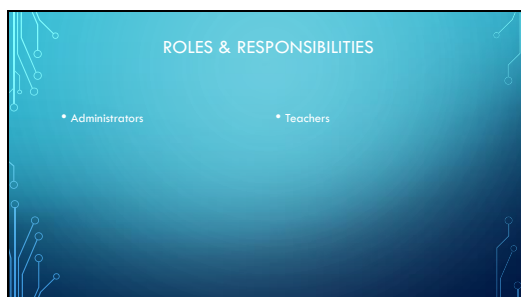 ROLES & RESPONSIBILITIES
• Administrators
• Teachers